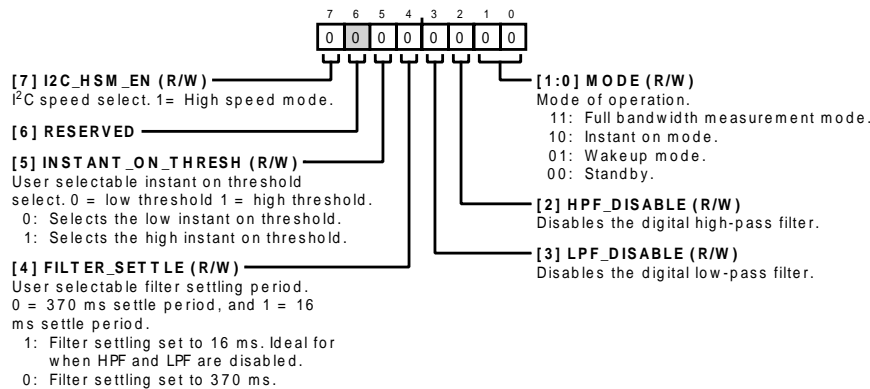 7 6 5 4 3 2 1 0
0 0 0 0 0 0 0 0
[7] I2C_HSM_EN (R/W)
I²C speed select. 1= High speed mode.
[6] RESERVED
[5] INSTANT_ON_THRESH (R/W)
User selectable instant on threshold
select. 0 = low threshold 1 = high threshold.
0: Selects the low instant on threshold.
1: Selects the high instant on threshold.
[4] FILTER_SETTLE (R/W)
User selectable filter settling period.
0 = 370 ms settle period, and 1 = 16
ms settle period.
1: Filter settling set to 16 ms. Ideal for
when HPF and LPF are disabled.
0: Filter settling set to 370 ms.
[1:0] MODE (R/W)
Mode of operation.
11: Full bandwidth measurement mode.
10: Instant on mode.
01: Wakeup mode.
00: Standby.
[2] HPF_DISABLE (R/W)
Disables the digital high-pass filter.
[3] LPF_DISABLE (R/W)
Disables the digital low-pass filter.